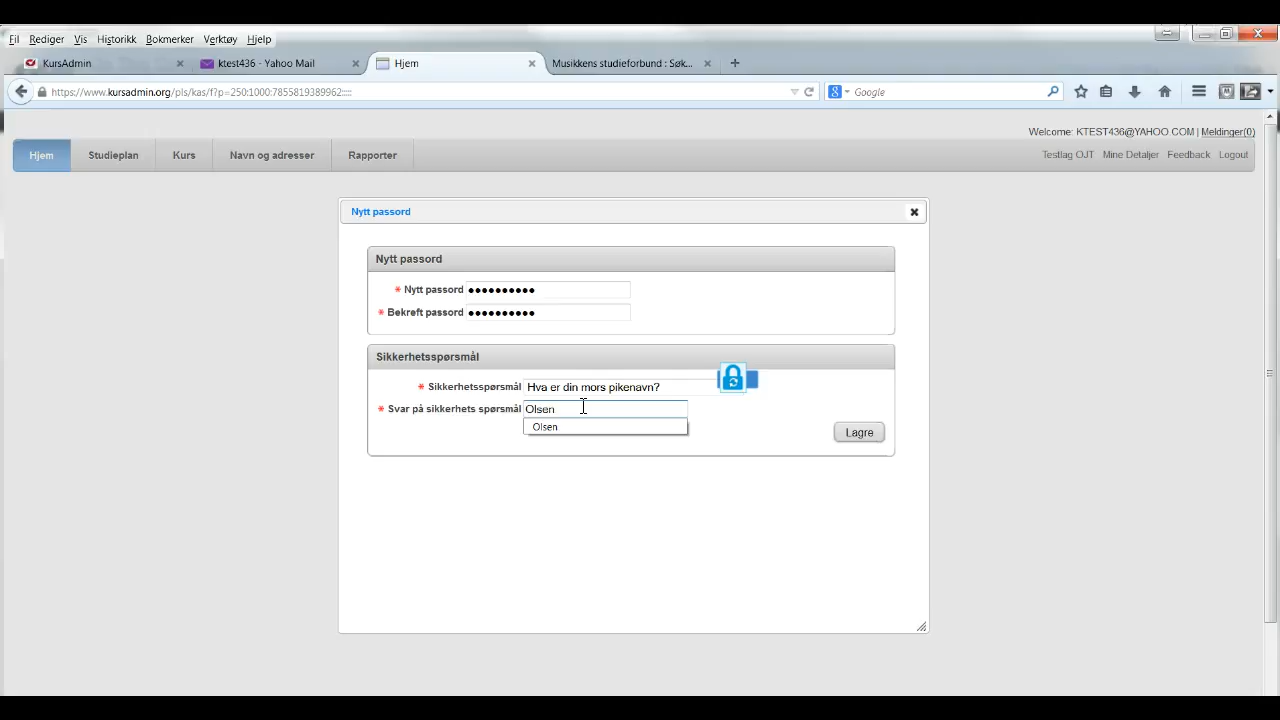 Fil Rediger Vis Historikk Bokmerker Verktøy Hjelp
KursAdmin ktest436 - Yahoo Mail Hjem Musikkens studieforbund : Søk...
https://www.kursadmin.org/pls/kas/f?p=250:1000:7855819389962::::: Google
Welcome: KTEST436@YAHOO.COM | Meldinger(0)
Hjem Studieplan Kurs Navn og adresser Rapporter Testlag OJT Mine Detaljer Feedback Logout
Nytt passord
Nytt passord
* Nytt passord ••••••••••
* Bekreft passord ••••••••••
Sikkerhetsspørsmål
* Sikkerhetsspørsmål Hva er din mors pikenavn?
* Svar på sikkerhets spørsmål Olsen
Olsen
Lagre